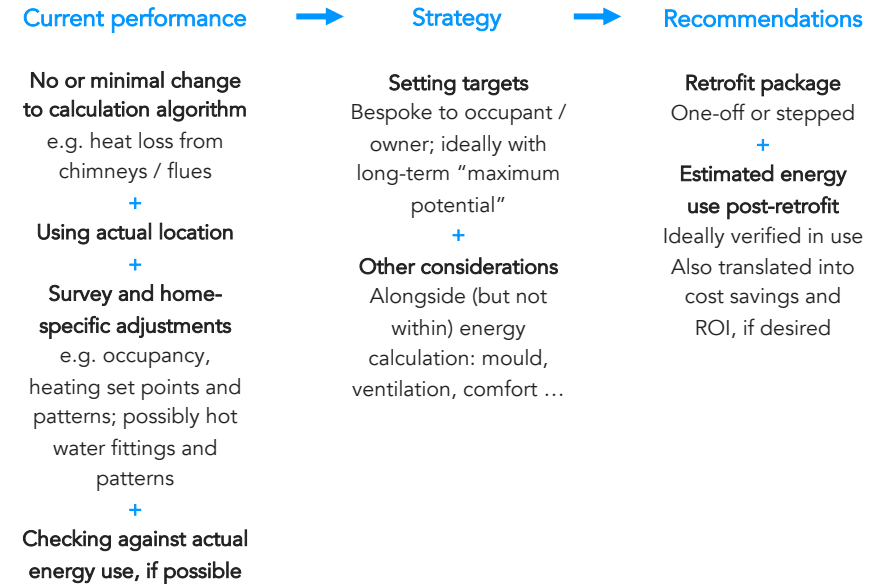 Current performance
No or minimal change
to calculation algorithm
e.g. heat loss from
chimneys / flues
+
Using actual location
+
Survey and home-
specific adjustments
e.g. occupancy,
heating set points and
patterns; possibly hot
water fittings and
patterns
+
Checking against actual
energy use, if possible
Strategy
Setting targets
Bespoke to occupant /
owner; ideally with
long-term “maximum
potential”
+
Other considerations
Alongside (but not
within) energy
calculation: mould,
ventilation, comfort …
Recommendations
Retrofit package
One-off or stepped
+
Estimated energy
use post-retrofit
Ideally verified in use
Also translated into
cost savings and
ROI, if desired